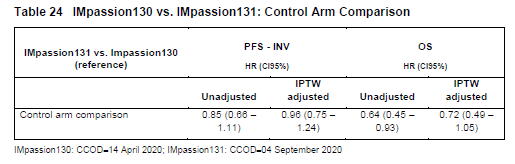 Table 24 IMpassion130 vs. IMpassion131: Control Arm Comparison
IMpassion131 vs. Impassion130 (reference)
PFS - INV
HR (CI95%)
OS
HR (CI95%)
Unadjusted
IPTW adjusted
Unadjusted
IPTW adjusted
Control arm comparison
0.85 (0.66 – 1.11)
0.96 (0.75 – 1.24)
0.64 (0.45 – 0.93)
0.72 (0.49 – 1.05)
IMpassion130: CCOD=14 April 2020; IMpassion131: CCOD=04 September 2020